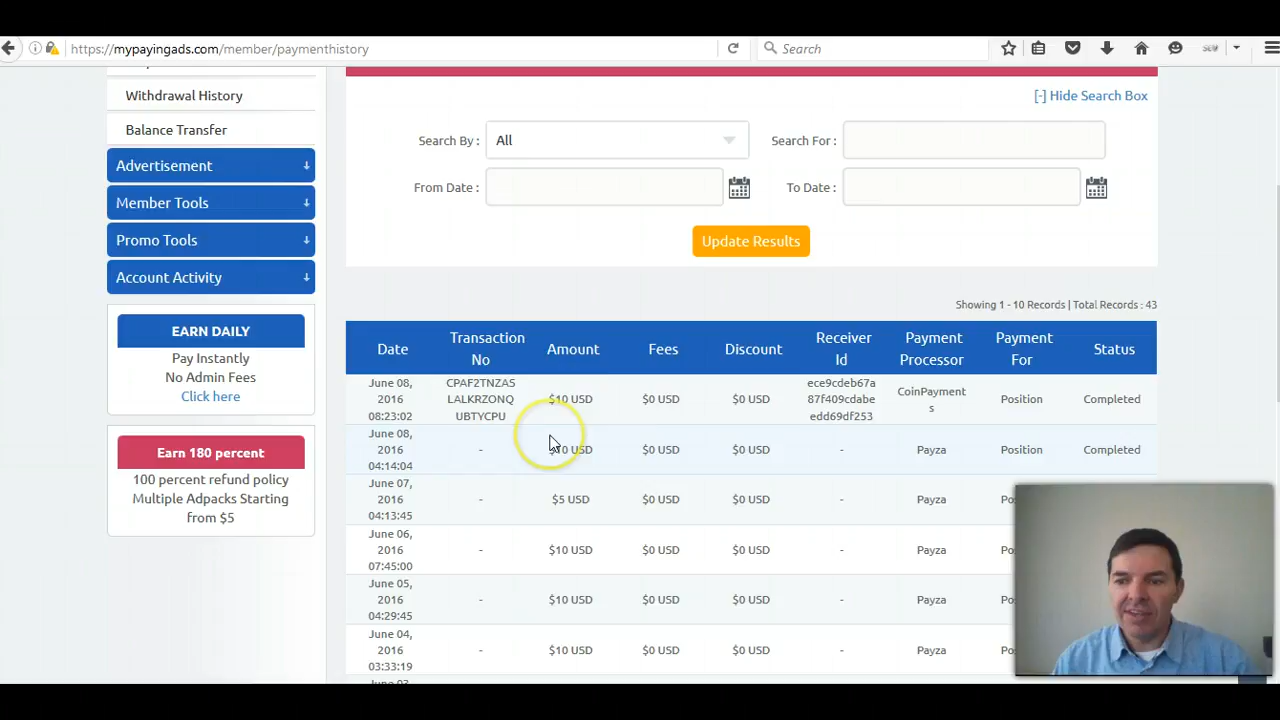 https://mypayingads.com/member/paymenthistory
Search
Withdrawal History
Balance Transfer
Advertisement
Member Tools
Promo Tools
Account Activity
EARN DAILY
Pay Instantly
No Admin Fees
Click here
Earn 180 percent
100 percent refund policy
Multiple Adpacks Starting
from $5
[-] Hide Search Box
Search By : All Search For :
From Date : To Date :
Update Results
Showing 1 - 10 Records | Total Records : 43
Date Transaction No Amount Fees Discount Receiver Id Payment Processor Payment For Status
June 08, 2016 08:23:02 CPAF2TNZAS LALKRZONQ UBTYCPU $10 USD $0 USD $0 USD ece9cdeb67a 87f409cdabe edd69df253 CoinPayment s Position Completed
June 08, 2016 04:14:04 - $10 USD $0 USD $0 USD - Payza Position Completed
June 07, 2016 04:13:45 - $5 USD $0 USD $0 USD - Payza
June 06, 2016 07:45:00 - $10 USD $0 USD $0 USD - Payza
June 05, 2016 04:29:45 - $10 USD $0 USD $0 USD - Payza
June 04, 2016 03:33:19 - $10 USD $0 USD $0 USD - Payza